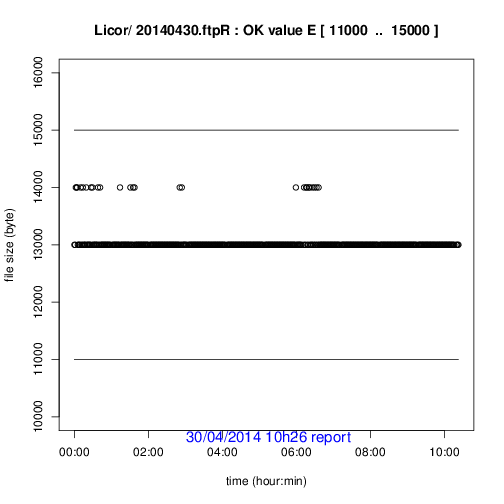 Licor/ 20140430.ftpR : OK value E [ 11000 .. 15000 ]
file size (byte)
16000
15000
14000
13000
12000
11000
10000
30/04/2014 10h26 report
00:00 02:00 04:00 06:00 08:00 10:00
time (hour:min)